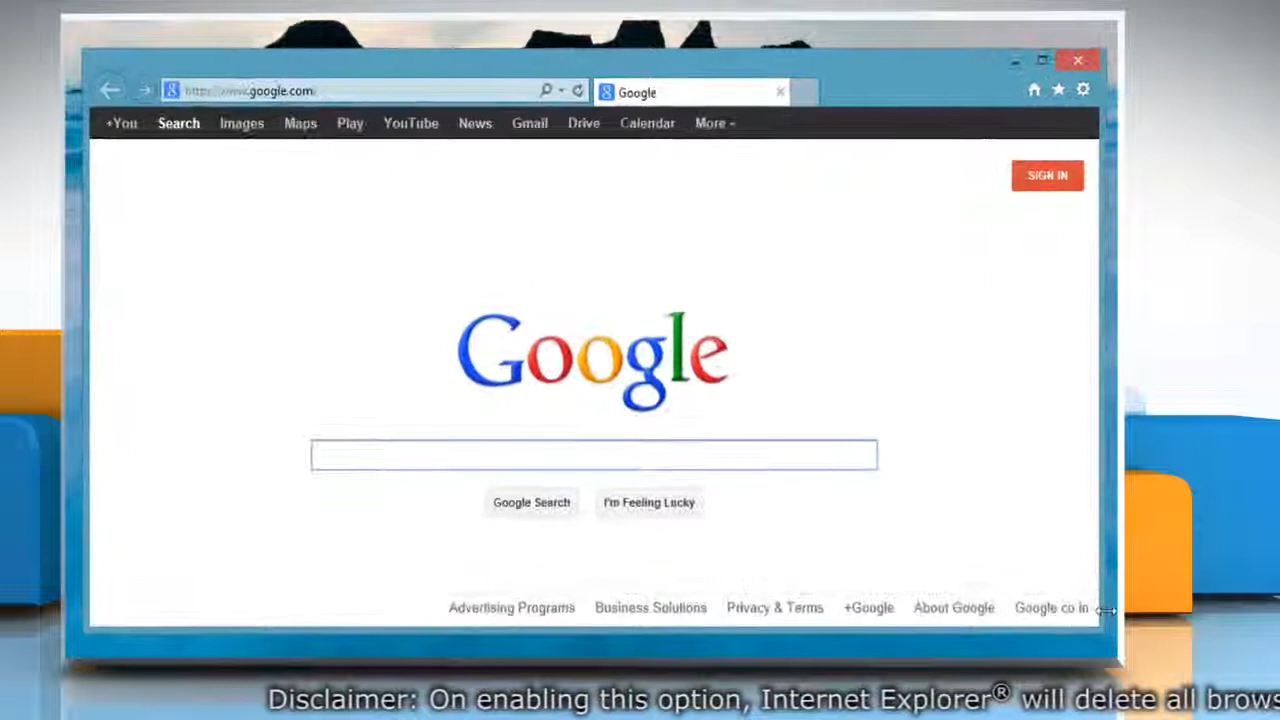 https://www.google.com/
Google
+You Search Images Maps Play YouTube News Gmail Drive Calendar More
SIGN IN
Google
Google Search I'm Feeling Lucky
Advertising Programs Business Solutions Privacy & Terms +Google About Google Google co in
Disclaimer: On enabling this option, Internet Explorer® will delete all brows